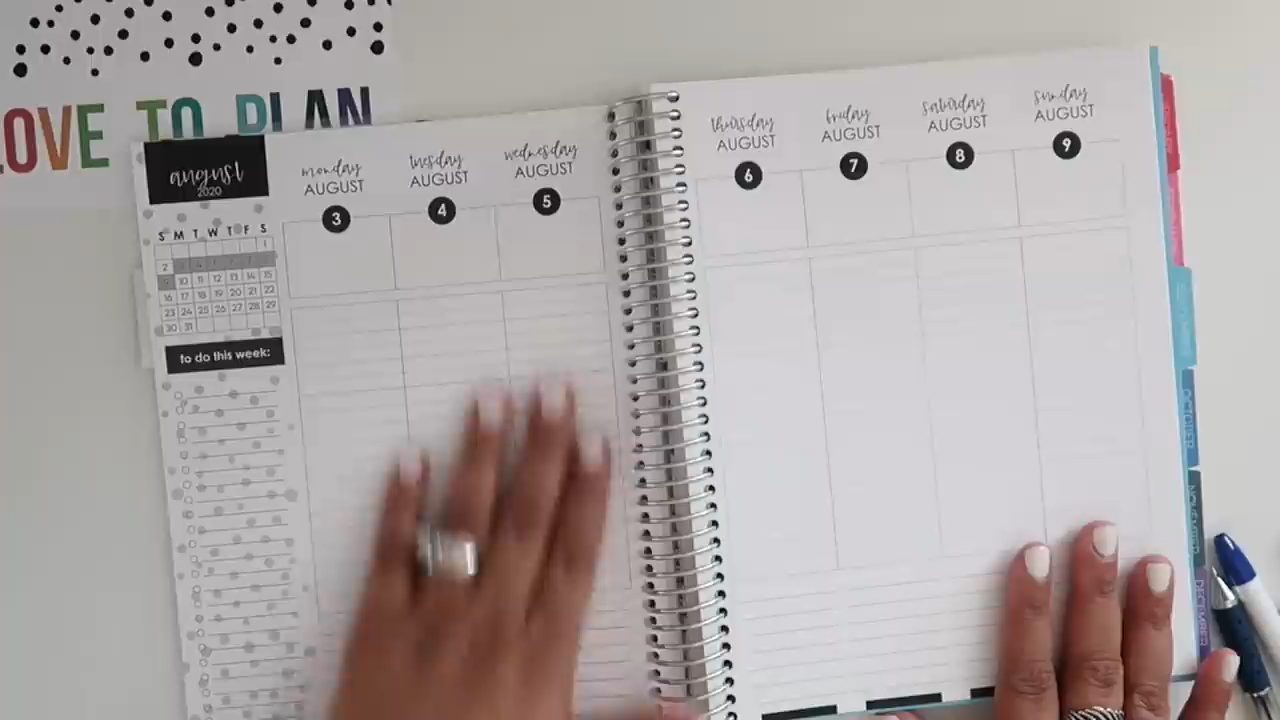 LOVE TO PLAN
august
2020
S M T W T F S
1
2
10 11 12 13 14 15
16 17 18 19 20 21 22
23 24 25 26 27 28 29
30 31
to do this week:
monday
AUGUST
3
tuesday
AUGUST
4
wednesday
AUGUST
5
thursday
AUGUST
6
friday
AUGUST
7
saturday
AUGUST
8
sunday
AUGUST
9
OCTOBER
NOVEMBER
DECEMBER